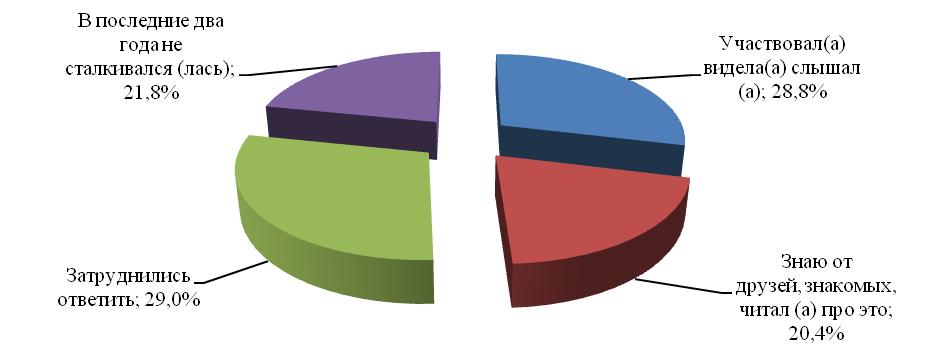 В последние два
года не
сталкивался (лась);
21,8%
Участвовал(а)
видела(а) слышал
(а); 28,8%
Затруднились
ответить; 29,0%
Знаю от
друзей, знакомых,
читал (а) про это;
20,4%